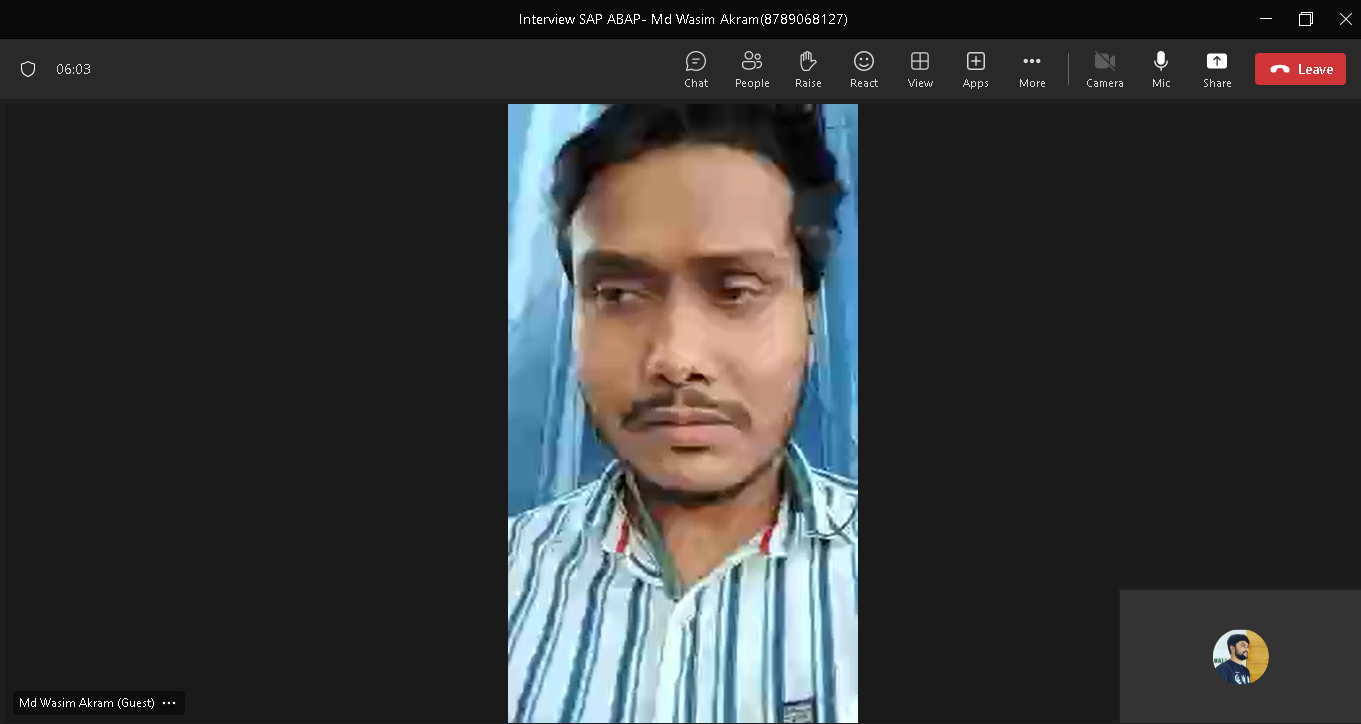 Interview SAP ABAP- Md Wasim Akram(8789068127)
06:03
Chat People Raise React View Apps More Camera Mic Share Leave
Md Wasim Akram (Guest)